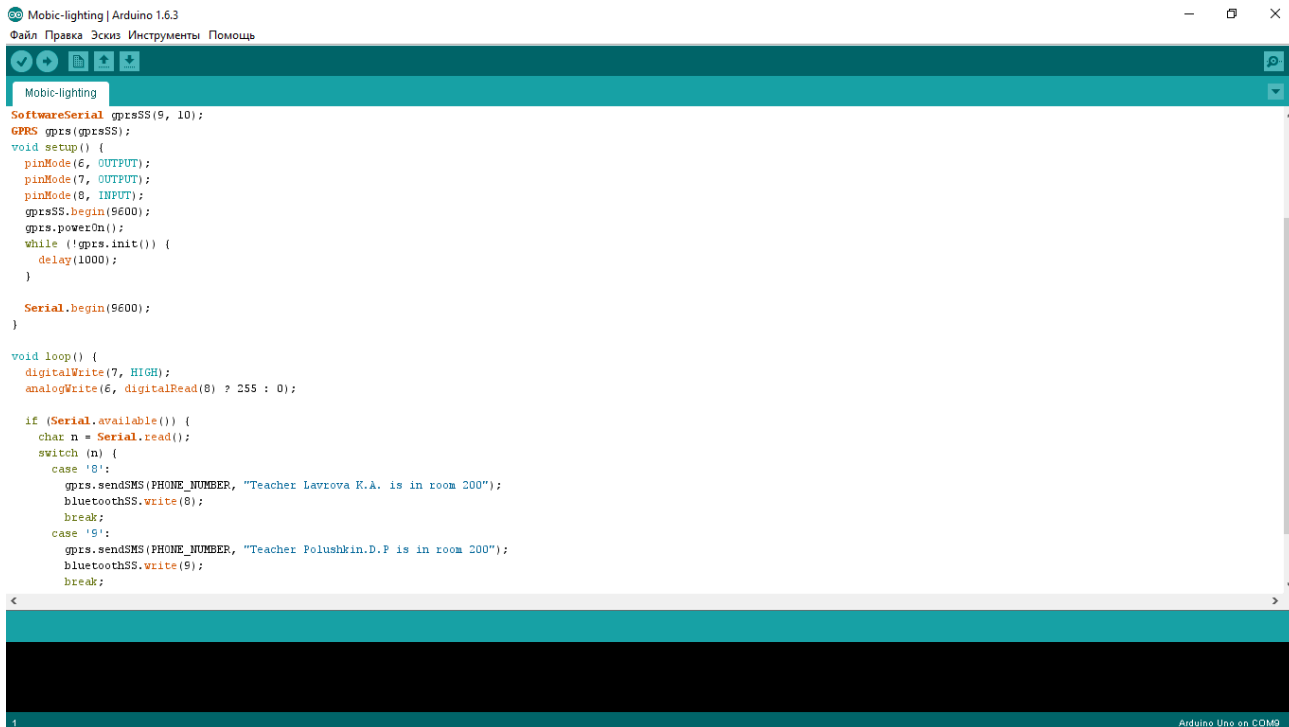 Mobic-lighting | Arduino 1.6.3
Файл Правка Эскиз Инструменты Помощь
Mobic-lighting
SoftwareSerial gprsSS(9, 10);
GPRS gprs(gprsSS);
void setup() {
  pinMode(6, OUTPUT);
  pinMode(7, OUTPUT);
  pinMode(8, INPUT);
  gprsSS.begin(9600);
  gprs.powerOn();
  while (!gprs.init()) {
    delay(1000);
  }
  Serial.begin(9600);
}
void loop() {
  digitalWrite(7, HIGH);
  analogWrite(6, digitalRead(8) ? 255 : 0);
  if (Serial.available()) {
    char n = Serial.read();
    switch (n) {
      case '8':
        gprs.sendSMS(PHONE_NUMBER, "Teacher Lavrova K.A. is in room 200");
        bluetoothSS.write(8);
        break;
      case '9':
        gprs.sendSMS(PHONE_NUMBER, "Teacher Polushkin.D.P is in room 200");
        bluetoothSS.write(9);
        break;
1
Arduino Uno on COM9